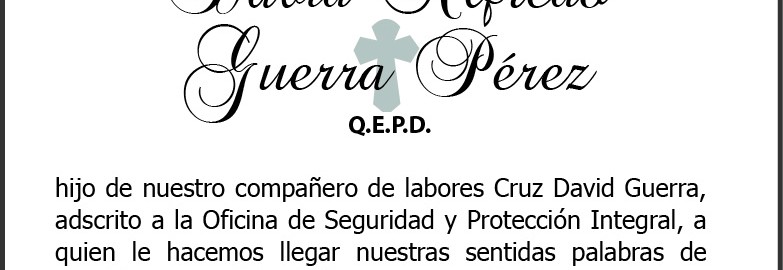 Guerra Pérez
Q.E.P.D.
hijo de nuestro compañero de labores Cruz David Guerra,
adscrito a la Oficina de Seguridad y Protección Integral, a
quien le hacemos llegar nuestras sentidas palabras de